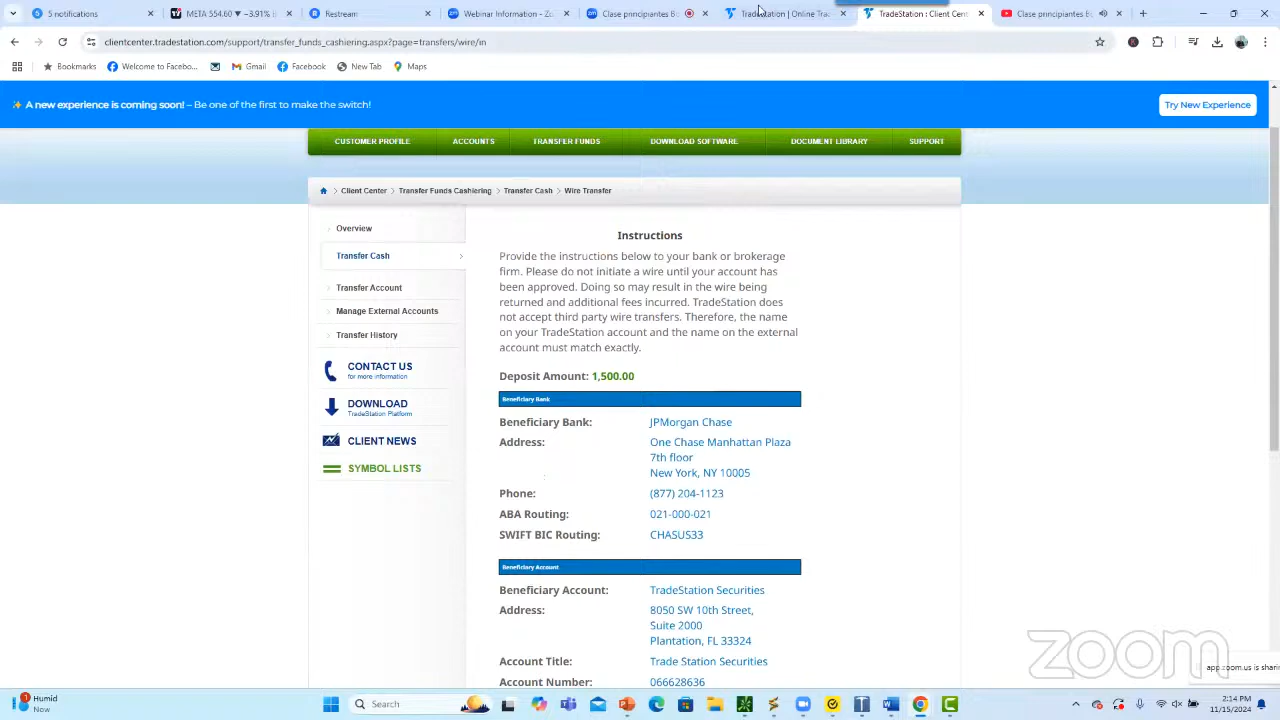 5 notifications
META 554.60 ▼ −3.91%
Restream
Webinar Information - Zo
Clase principiantes Bo
TradeStation | Online Tra
TradeStation : Client Cent
Clase principiantes B
clientcenter.tradestation.com/support/transfer_funds_cashiering.aspx?page=transfers/wire/in
Bookmarks
Welcome to Facebo...
Gmail
Facebook
New Tab
Maps
A new experience is coming soon! – Be one of the first to make the switch!
Try New Experience
CUSTOMER PROFILE
ACCOUNTS
TRANSFER FUNDS
DOWNLOAD SOFTWARE
DOCUMENT LIBRARY
SUPPORT
Client Center > Transfer Funds Cashiering > Transfer Cash > Wire Transfer
Overview
Transfer Cash
Transfer Account
Manage External Accounts
Transfer History
CONTACT US
for more information
DOWNLOAD
TradeStation Platform
CLIENT NEWS
SYMBOL LISTS
Instructions
Provide the instructions below to your bank or brokerage
firm. Please do not initiate a wire until your account has
been approved. Doing so may result in the wire being
returned and additional fees incurred. TradeStation does
not accept third party wire transfers. Therefore, the name
on your TradeStation account and the name on the external
account must match exactly.
Deposit Amount: 1,500.00
Beneficiary Bank
Beneficiary Bank: JPMorgan Chase
Address: One Chase Manhattan Plaza
7th floor
New York, NY 10005
Phone: (877) 204-1123
ABA Routing: 021-000-021
SWIFT BIC Routing: CHASUS33
Beneficiary Account
Beneficiary Account: TradeStation Securities
Address: 8050 SW 10th Street,
Suite 2000
Plantation, FL 33324
Account Title: Trade Station Securities
Account Number: 066628636
zoom
app.zoom.us is sharin
1
Humid
Now
Search
2:14 PM
11/15/2024